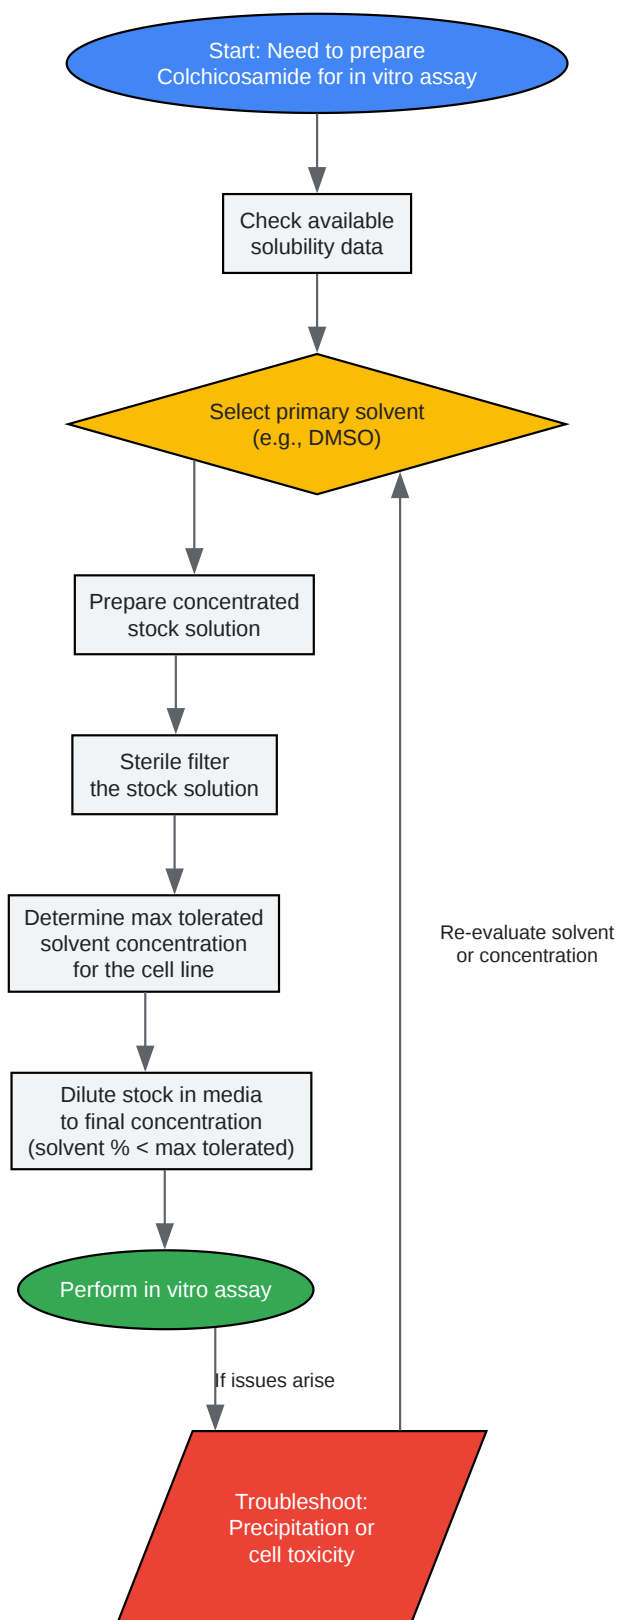 Start: Need to prepare
Colchicosamide for in vitro assay
Check available
solubility data
Select primary solvent
(e.g., DMSO)
Prepare concentrated
stock solution
Sterile filter
the stock solution
Determine max tolerated
solvent concentration
for the cell line
Re-evaluate solvent
or concentration
Dilute stock in media
to final concentration
(solvent % < max tolerated)
Perform in vitro assay
If issues arise
Troubleshoot:
Precipitation or
cell toxicity